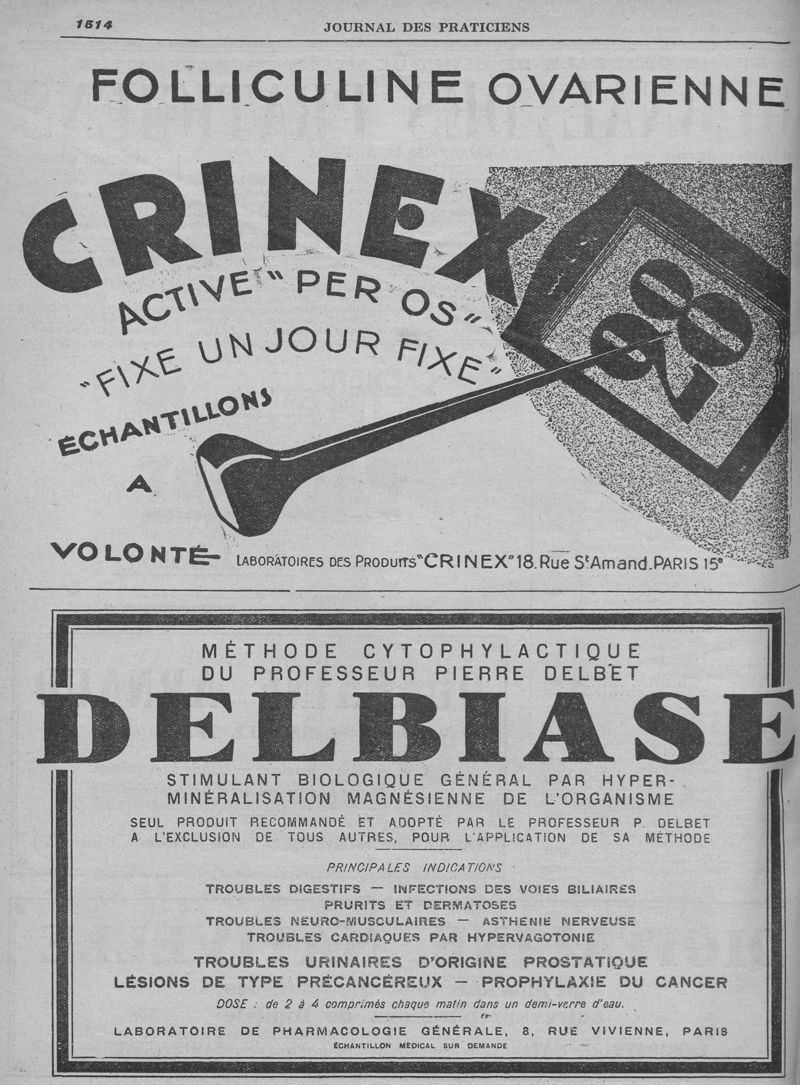 1514
JOURNAL DES PRATICIENS
FOLLICULINE OVARIENNE
CRINEX
ACTIVE "PER OS"
"FIXE UN JOUR FIXE"
ÉCHANTILLONS
A
VOLONTÉ
28
LABORATOIRES DES PRODUITS "CRINEX" 18. RUE ST AMAND. PARIS 15e
MÉTHODE CYTOPHYLACTIQUE
DU PROFESSEUR PIERRE DELBET
DELBIASE
STIMULANT BIOLOGIQUE GÉNÉRAL PAR HYPER-
MINÉRALISATION MAGNÉSIENNE DE L'ORGANISME
SEUL PRODUIT RECOMMANDÉ ET ADOPTÉ PAR LE PROFESSEUR P. DELBET
A L'EXCLUSION DE TOUS AUTRES, POUR L'APPLICATION DE SA MÉTHODE
PRINCIPALES INDICATIONS
TROUBLES DIGESTIFS — INFECTIONS DES VOIES BILIAIRES
PRURITS ET DERMATOSES
TROUBLES NEURO-MUSCULAIRES — ASTHENIE NERVEUSE
TROUBLES CARDIAQUES PAR HYPERVAGOTONIE
TROUBLES URINAIRES D'ORIGINE PROSTATIQUE
LÉSIONS DE TYPE PRÉCANCÉREUX — PROPHYLAXIE DU CANCER
DOSE : de 2 à 4 comprimés chaque matin dans un demi-verre d'eau.
LABORATOIRE DE PHARMACOLOGIE GÉNÉRALE, 8, RUE VIVIENNE, PARIS
ÉCHANTILLON MÉDICAL SUR DEMANDE